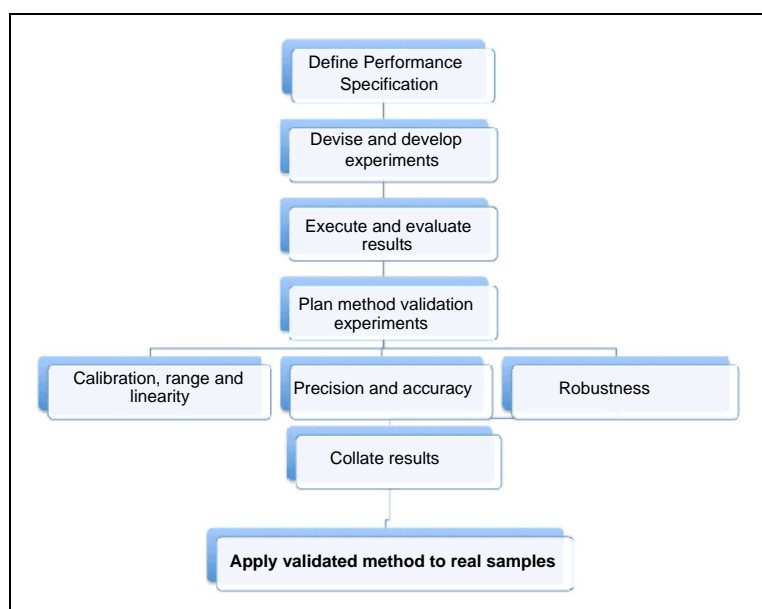 Define Performance
Specification
Devise and develop
experiments
Execute and evaluate
results
Plan method validation
experiments
Calibration, range and
linearity
Precision and accuracy
Robustness
Collate results
Apply validated method to real samples